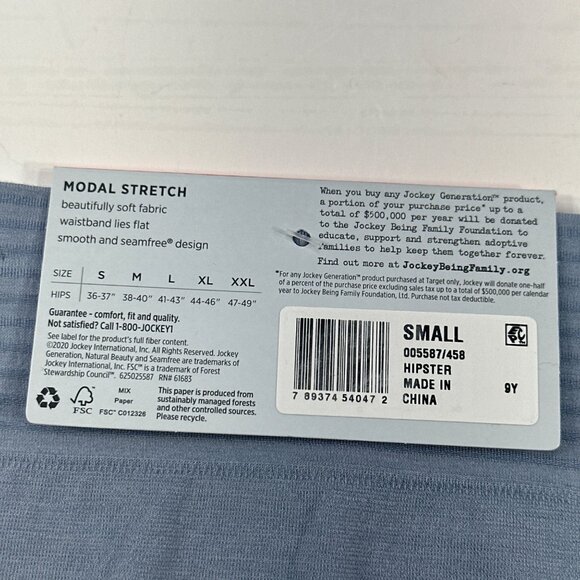 MODAL STRETCH
beautifully soft fabric
waistband lies flat
smooth and seamfree® design
SIZE S M L XL XXL
HIPS 36-37" 38-40" 41-43" 44-46" 47-49"
Guarantee - comfort, fit and quality.
Not satisfied? Call 1-800-JOCKEY1
See label for the product's full fiber content.
©2020 Jockey International, Inc. All Rights Reserved. Jockey
Generation, Natural Beauty and Seamfree are trademarks of
Jockey International, Inc. FSC™ is a trademark of Forest
Stewardship Council™. 625025587 RN# 61683
FSC
MIX
Paper
FSC™ C012326
This paper is produced from
sustainably managed forests
and other controlled sources.
Please recycle.
When you buy any Jockey Generation™ product,
a portion of your purchase price* up to a
total of $500,000 per year will be donated
to the Jockey Being Family Foundation to
educate, support and strengthen adoptive
families to help keep them together forever.
Find out more at JockeyBeingFamily.org
*For any Jockey Generation™ product purchased at Target only, Jockey will donate one-half
of a percent of the purchase price excluding sales tax up to a total of $500,000 per calendar
year to Jockey Being Family Foundation, Ltd. Purchase not tax deductible.
7 89374 54047 2
SMALL
005587/458
HIPSTER
MADE IN
CHINA
9Y